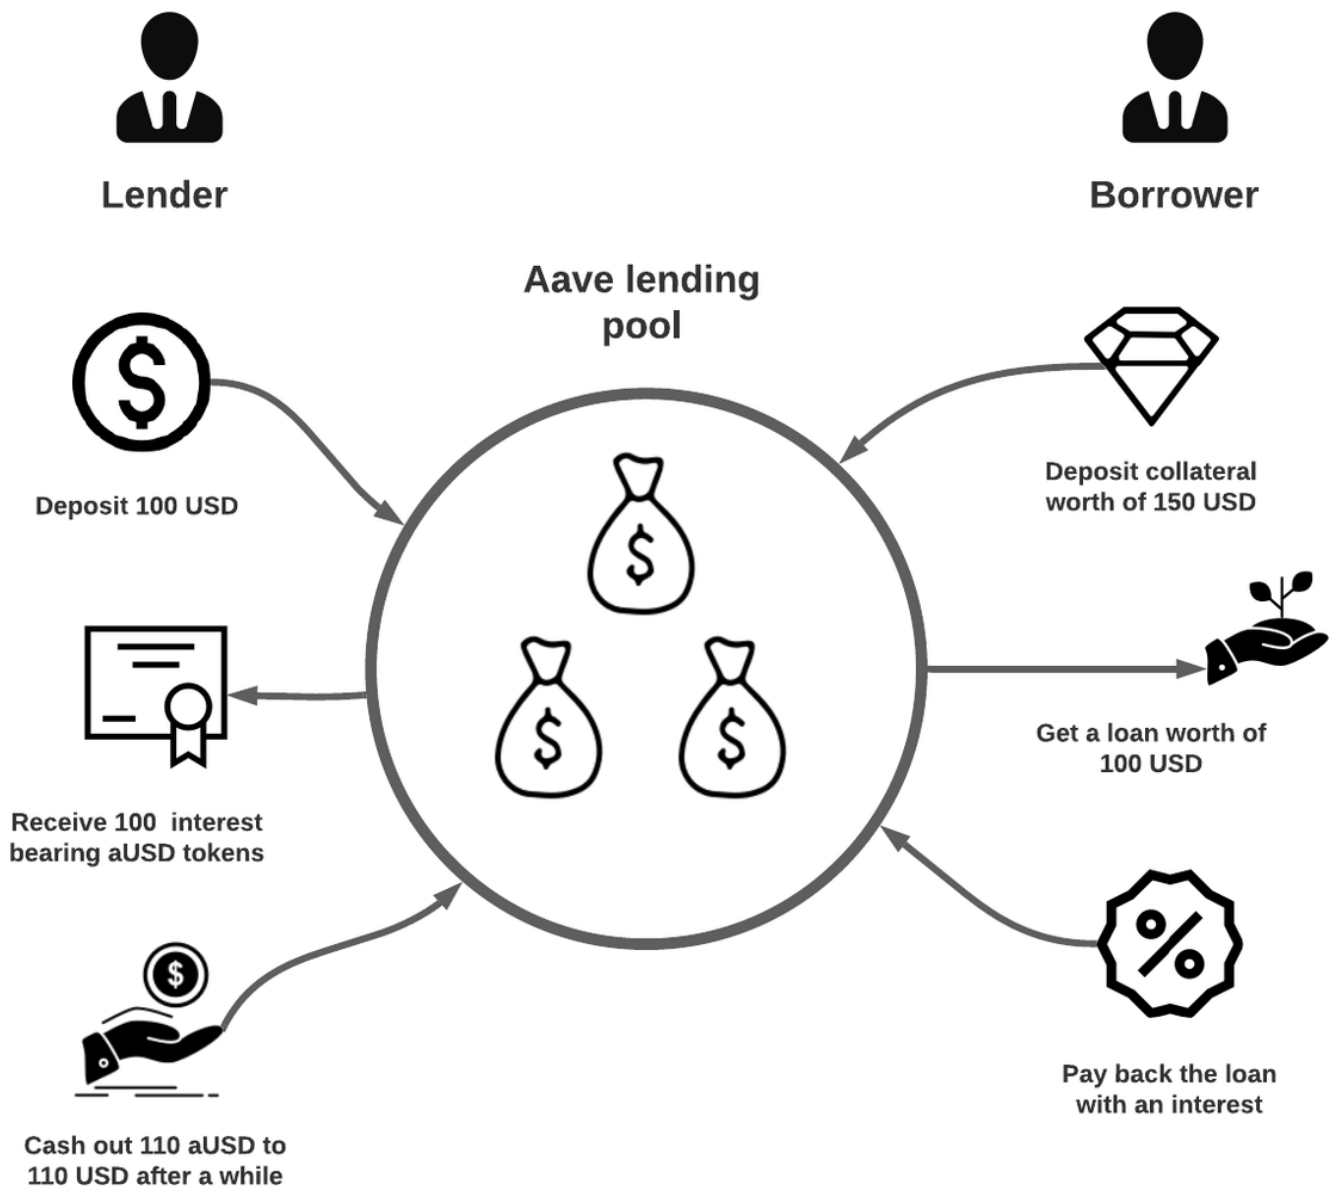 Lender
Borrower
Aave lending
pool
$
Deposit 100 USD
Deposit collateral
worth of 150 USD
$
$
$
Receive 100  interest
bearing aUSD tokens
Get a loan worth of
100 USD
$
%
Cash out 110 aUSD to
110 USD after a while
Pay back the loan
with an interest